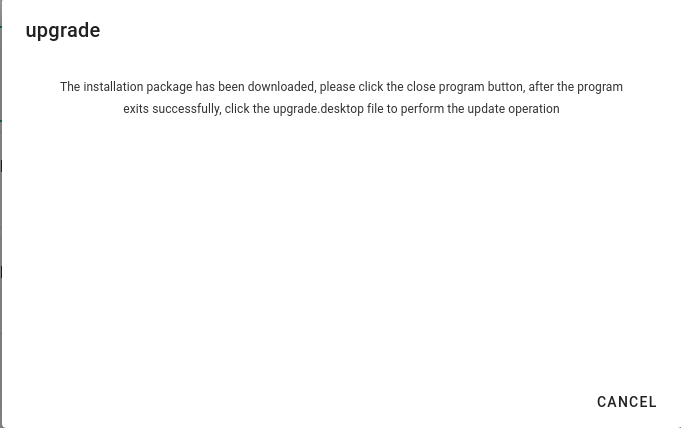 upgrade
The installation package has been downloaded, please click the close program button, after the program
exits successfully, click the upgrade.desktop file to perform the update operation
CANCEL